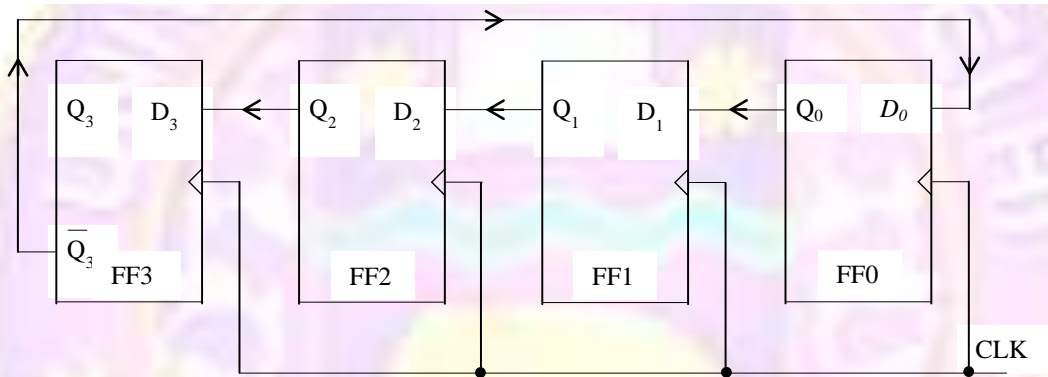 Q₃ D₃ Q₂ D₂ Q₁ D₁ Q₀ D₀
Q̅₃
FF3 FF2 FF1 FF0
CLK